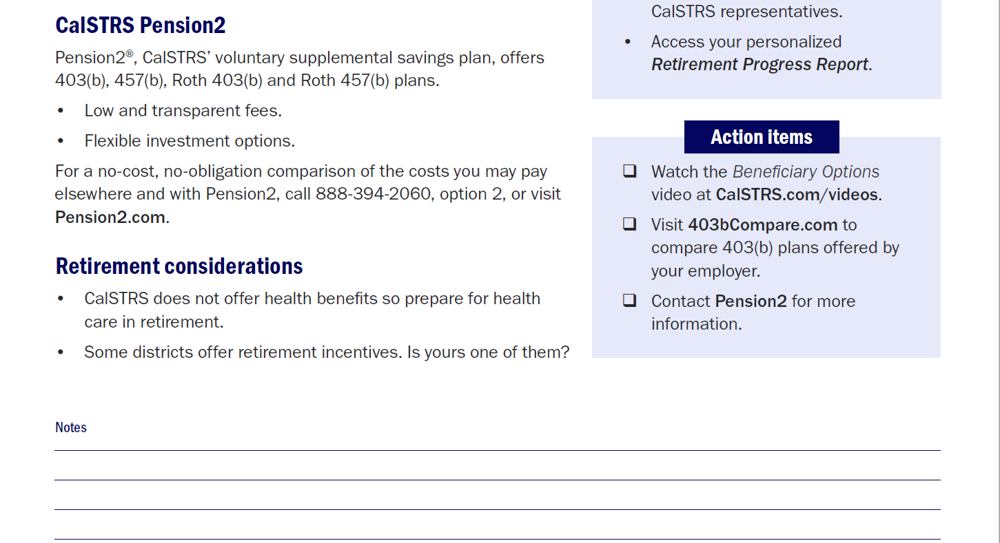 CalSTRS Pension2
Pension2®, CalSTRS’ voluntary supplemental savings plan, offers
403(b), 457(b), Roth 403(b) and Roth 457(b) plans.
• Low and transparent fees.
• Flexible investment options.
For a no-cost, no-obligation comparison of the costs you may pay
elsewhere and with Pension2, call 888-394-2060, option 2, or visit
Pension2.com.
Retirement considerations
• CalSTRS does not offer health benefits so prepare for health
care in retirement.
• Some districts offer retirement incentives. Is yours one of them?
CalSTRS representatives.
• Access your personalized
Retirement Progress Report.
Action items
❑ Watch the Beneficiary Options
video at CalSTRS.com/videos.
❑ Visit 403bCompare.com to
compare 403(b) plans offered by
your employer.
❑ Contact Pension2 for more
information.
Notes